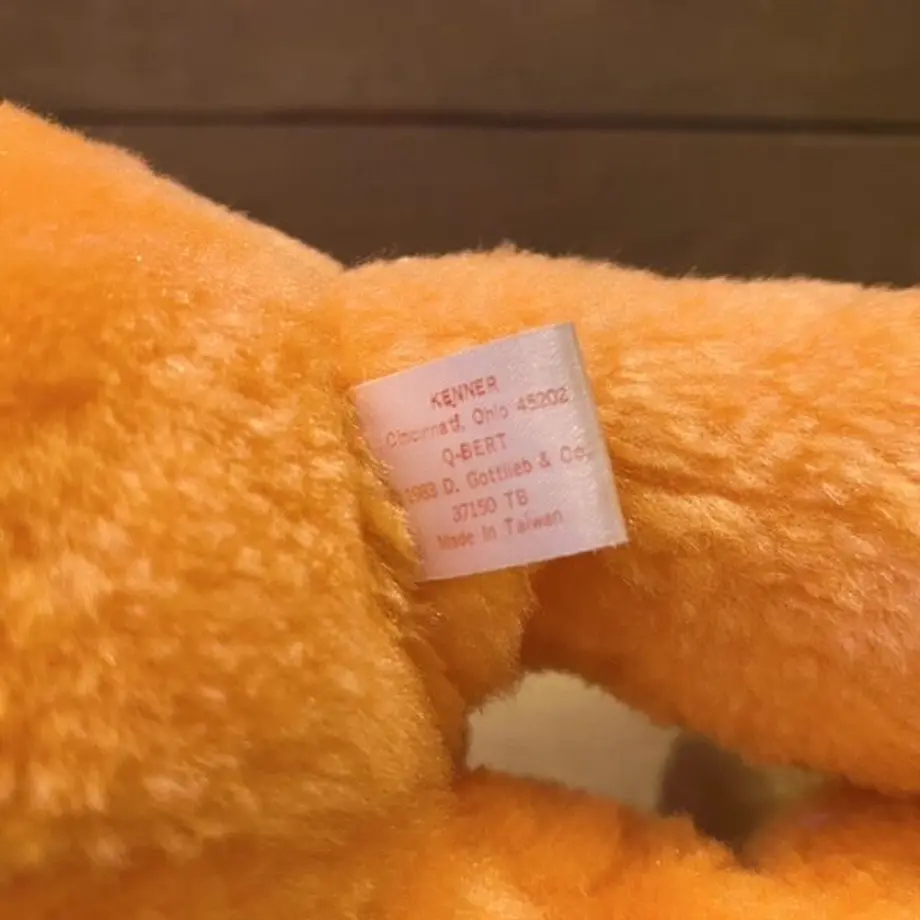 KENNER
Cincinnati, Ohio 45202
Q-BERT
1983 D. Gottlieb & Co.
37150 TB
Made In Taiwan